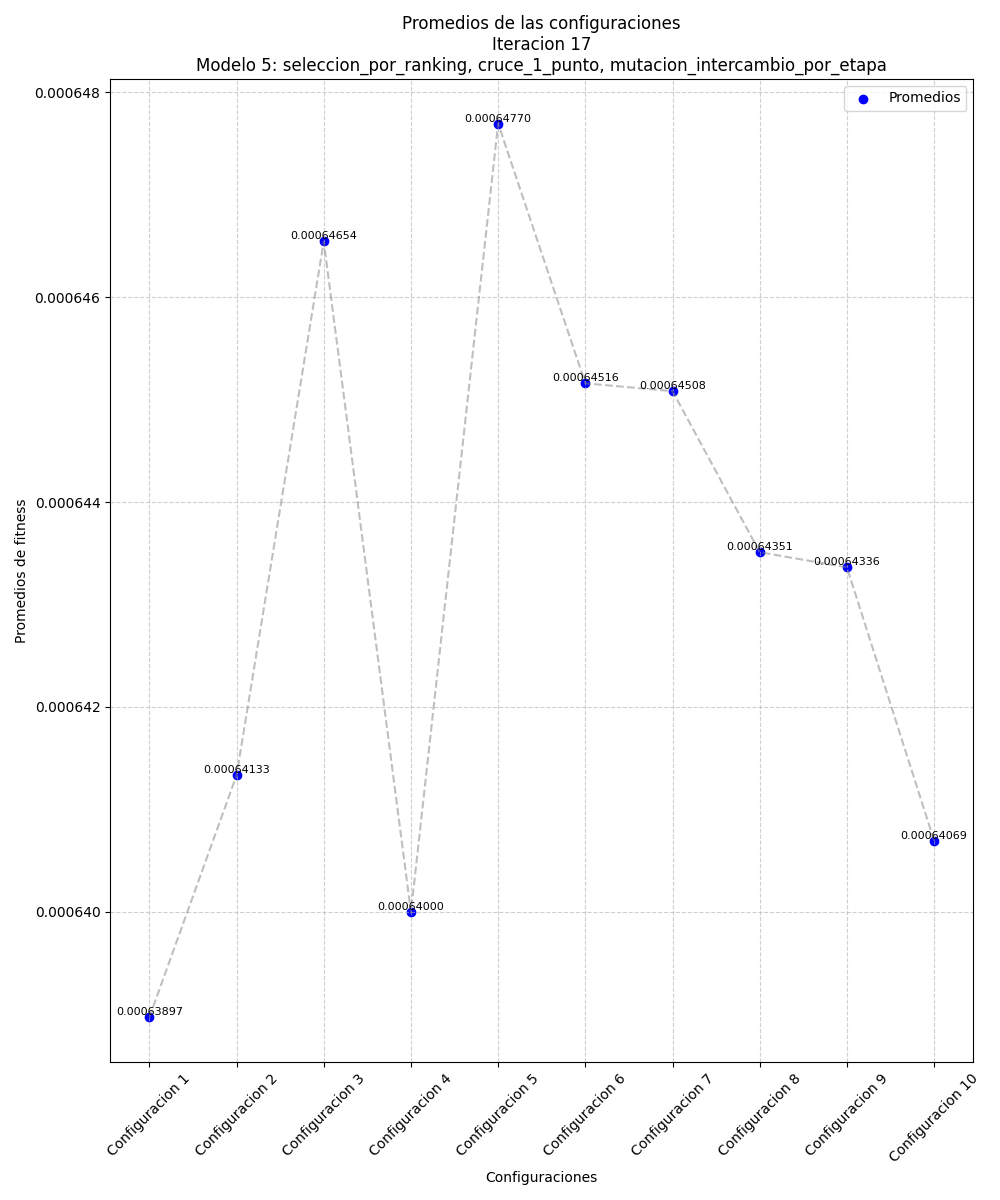 Promedios de las configuraciones
Iteracion 17
Modelo 5: seleccion_por_ranking, cruce_1_punto, mutacion_intercambio_por_etapa
Promedios
0.000648
0.000646
0.000644
0.000642
0.000640
Promedios de fitness
0.00063897
0.00064133
0.00064654
0.00064000
0.00064770
0.00064516
0.00064508
0.00064351
0.00064336
0.00064069
Configuracion 1
Configuracion 2
Configuracion 3
Configuracion 4
Configuracion 5
Configuracion 6
Configuracion 7
Configuracion 8
Configuracion 9
Configuracion 10
Configuraciones